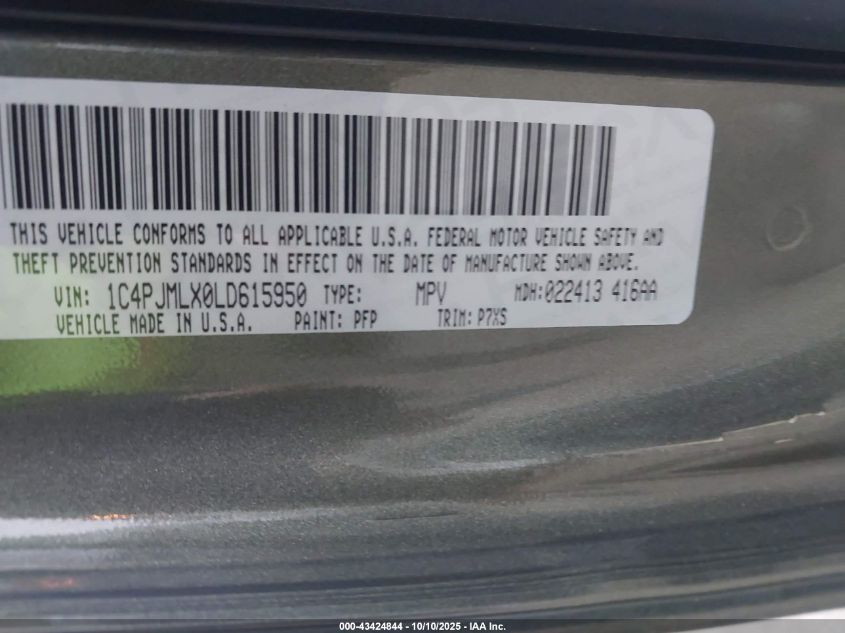 THIS VEHICLE CONFORMS TO ALL APPLICABLE U.S.A. FEDERAL MOTOR VEHICLE SAFETY AND
THEFT PREVENTION STANDARDS IN EFFECT ON THE DATE OF MANUFACTURE SHOWN ABOVE.
VIN: 1C4PJMLX0LD615950 TYPE: MPV MDH:022413 416AA
VEHICLE MADE IN U.S.A. PAINT: PFP TRIM: P7XS
000-43424844 - 10/10/2025 - IAA Inc.